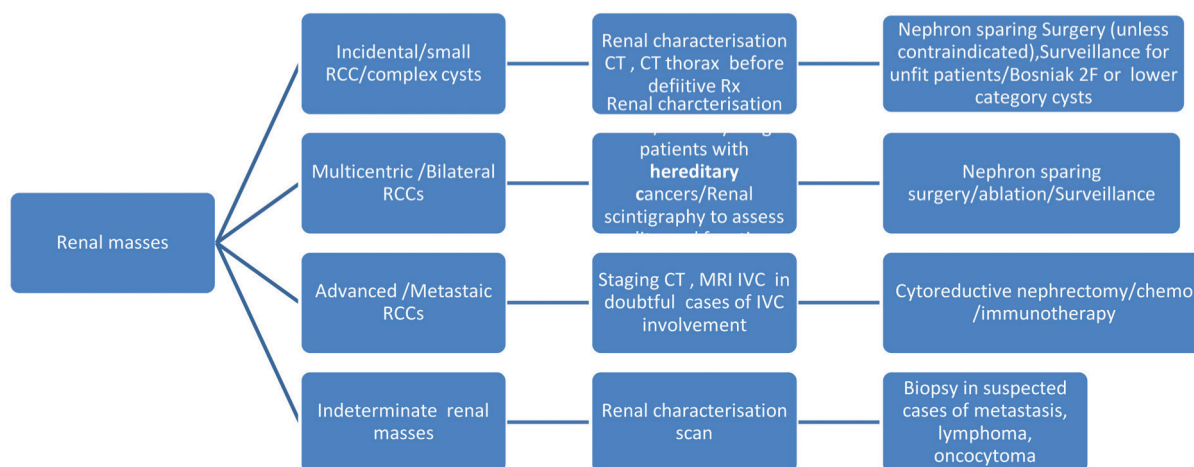 Renal masses
Incidental/small
RCC/complex cysts
Renal characterisation
CT , CT thorax before
defiitive Rx
Nephron sparing Surgery (unless
contraindicated),Surveillance for
unfit patients/Bosniak 2F or lower
category cysts
Multicentric /Bilateral
RCCs
Renal charcterisation
patients with
hereditary
cancers/Renal
scintigraphy to assess
Nephron sparing
surgery/ablation/Surveillance
Advanced /Metastaic
RCCs
Staging CT , MRI IVC in
doubtful cases of IVC
involvement
Cytoreductive nephrectomy/chemo
/immunotherapy
Indeterminate renal
masses
Renal characterisation
scan
Biopsy in suspected
cases of metastasis,
lymphoma,
oncocytoma